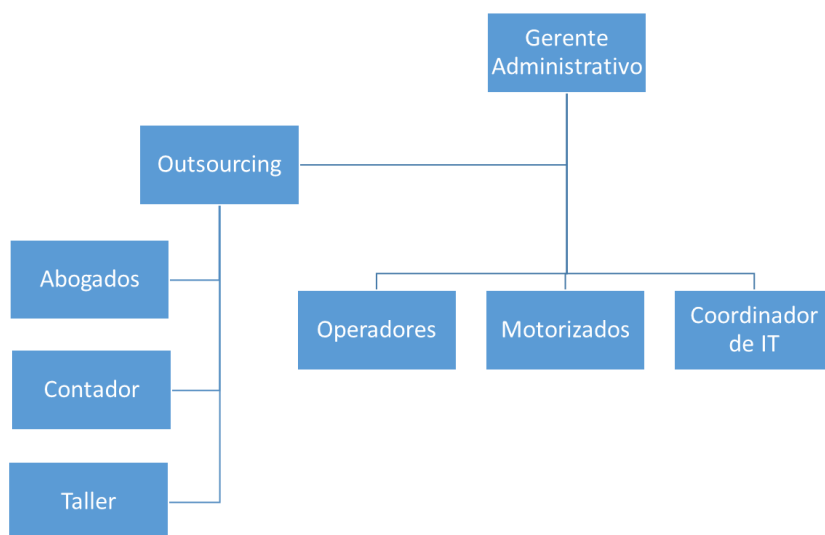 Gerente
Administrativo
Outsourcing
Abogados
Operadores
Motorizados
Coordinador
de IT
Contador
Taller